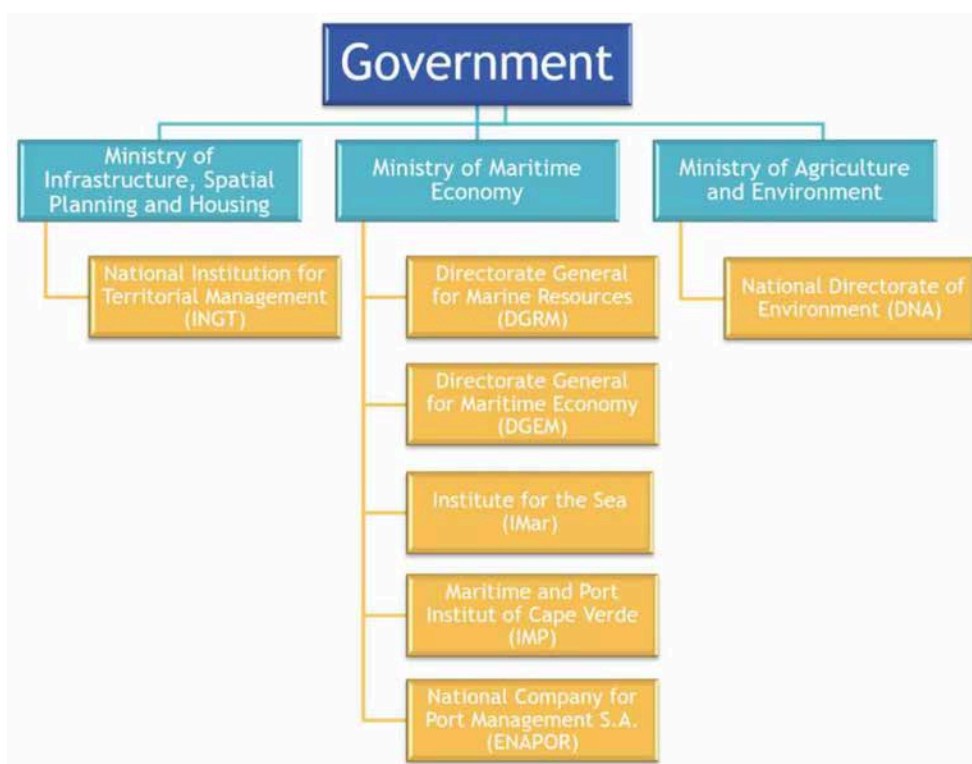 Government
Ministry of
Infrastructure, Spatial
Planning and Housing
Ministry of Maritime
Economy
Ministry of Agriculture
and Environment
National Institution for
Territorial Management
(INGT)
Directorate General
for Marine Resources
(DGRM)
National Directorate of
Environment (DNA)
Directorate General
for Maritime Economy
(DGEM)
Institute for the Sea
(IMar)
Maritime and Port
Institut of Cape Verde
(IMP)
National Company for
Port Management S.A.
(ENAPOR)